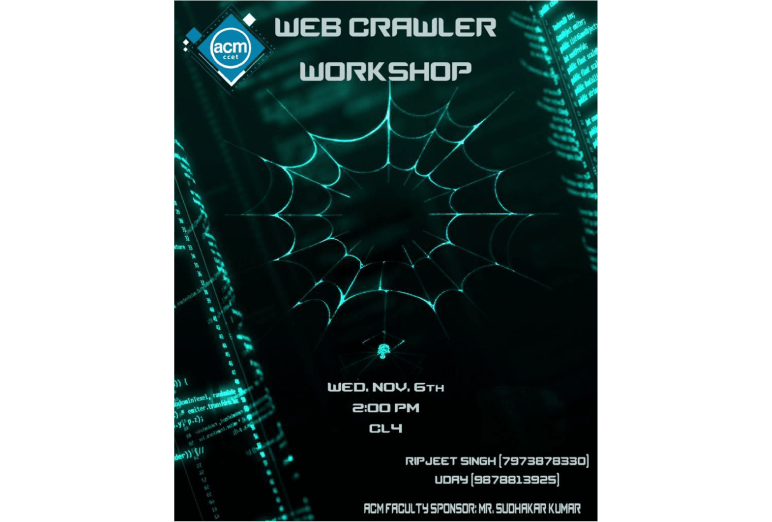 acm
ccet
WEB CRAWLER
WORKSHOP
WED, NOV, 6TH
2:00 PM
CL4
RIPJEET SINGH (7973878330)
UDAY (9878813925)
ACM FACULTY SPONSOR: MR. SUDHAKAR KUMAR